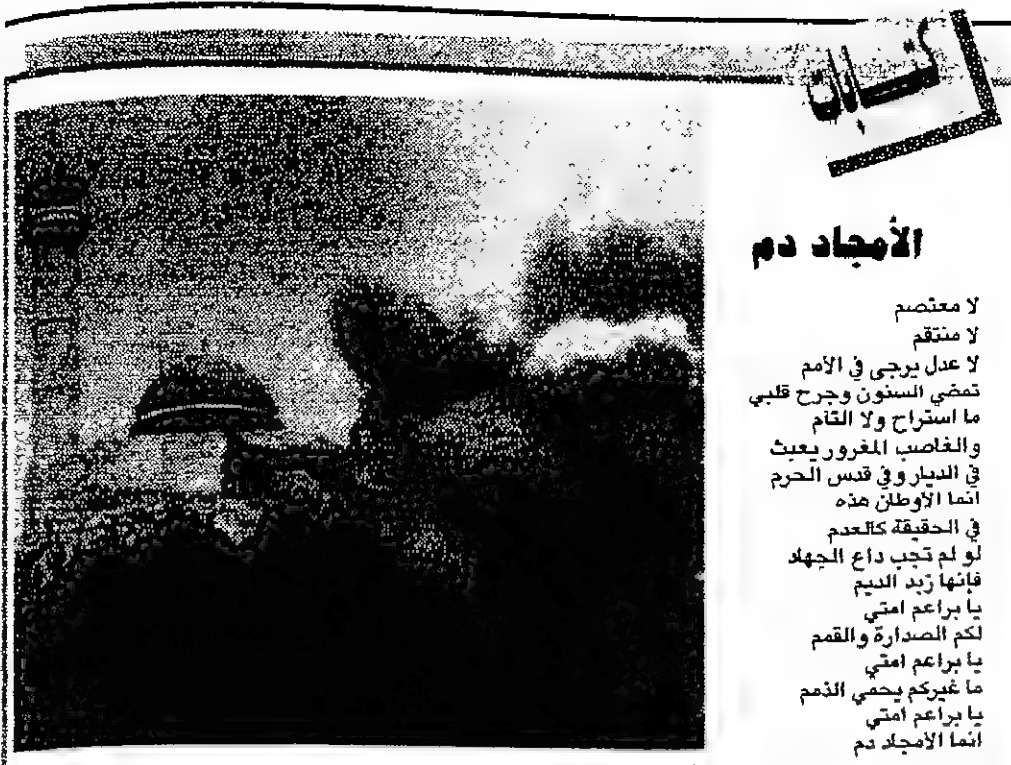 كتابات
الأمجاد دم
لا معتصم
لا منتقم
لا عدل يرجى في الأمم
تمضي السنون وجرح قلبي
ما استراح ولا التام
والغاصب المغرور يعبث
في الديار وفي قدس الحرم
انما الأوطان هذه
في الحقيقة كالعدم
لو لم تجب داع الجهاد
فإنها زبد الديم
يا براعم امتي
لكم الصدارة والقمم
يا براعم امتي
ما غيركم يحمي الذمم
يا براعم امتي
انما الأمجاد دم